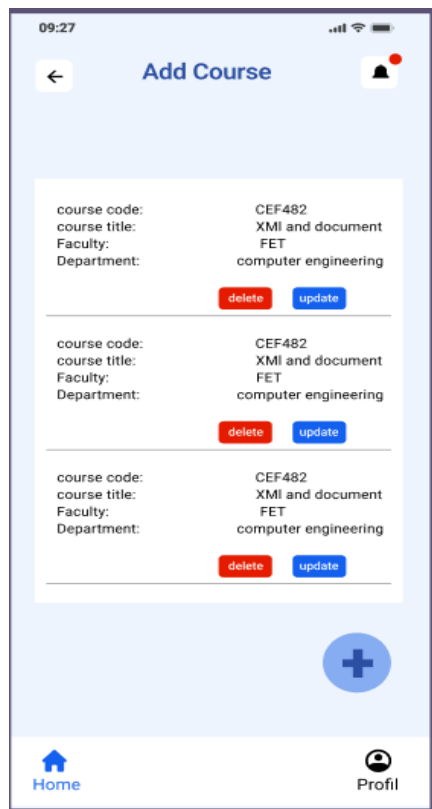 09:27
Add Course
course code: CEF482
course title: XMl and document
Faculty: FET
Department: computer engineering
delete update
course code: CEF482
course title: XMl and document
Faculty: FET
Department: computer engineering
delete update
course code: CEF482
course title: XMl and document
Faculty: FET
Department: computer engineering
delete update
Home Profil